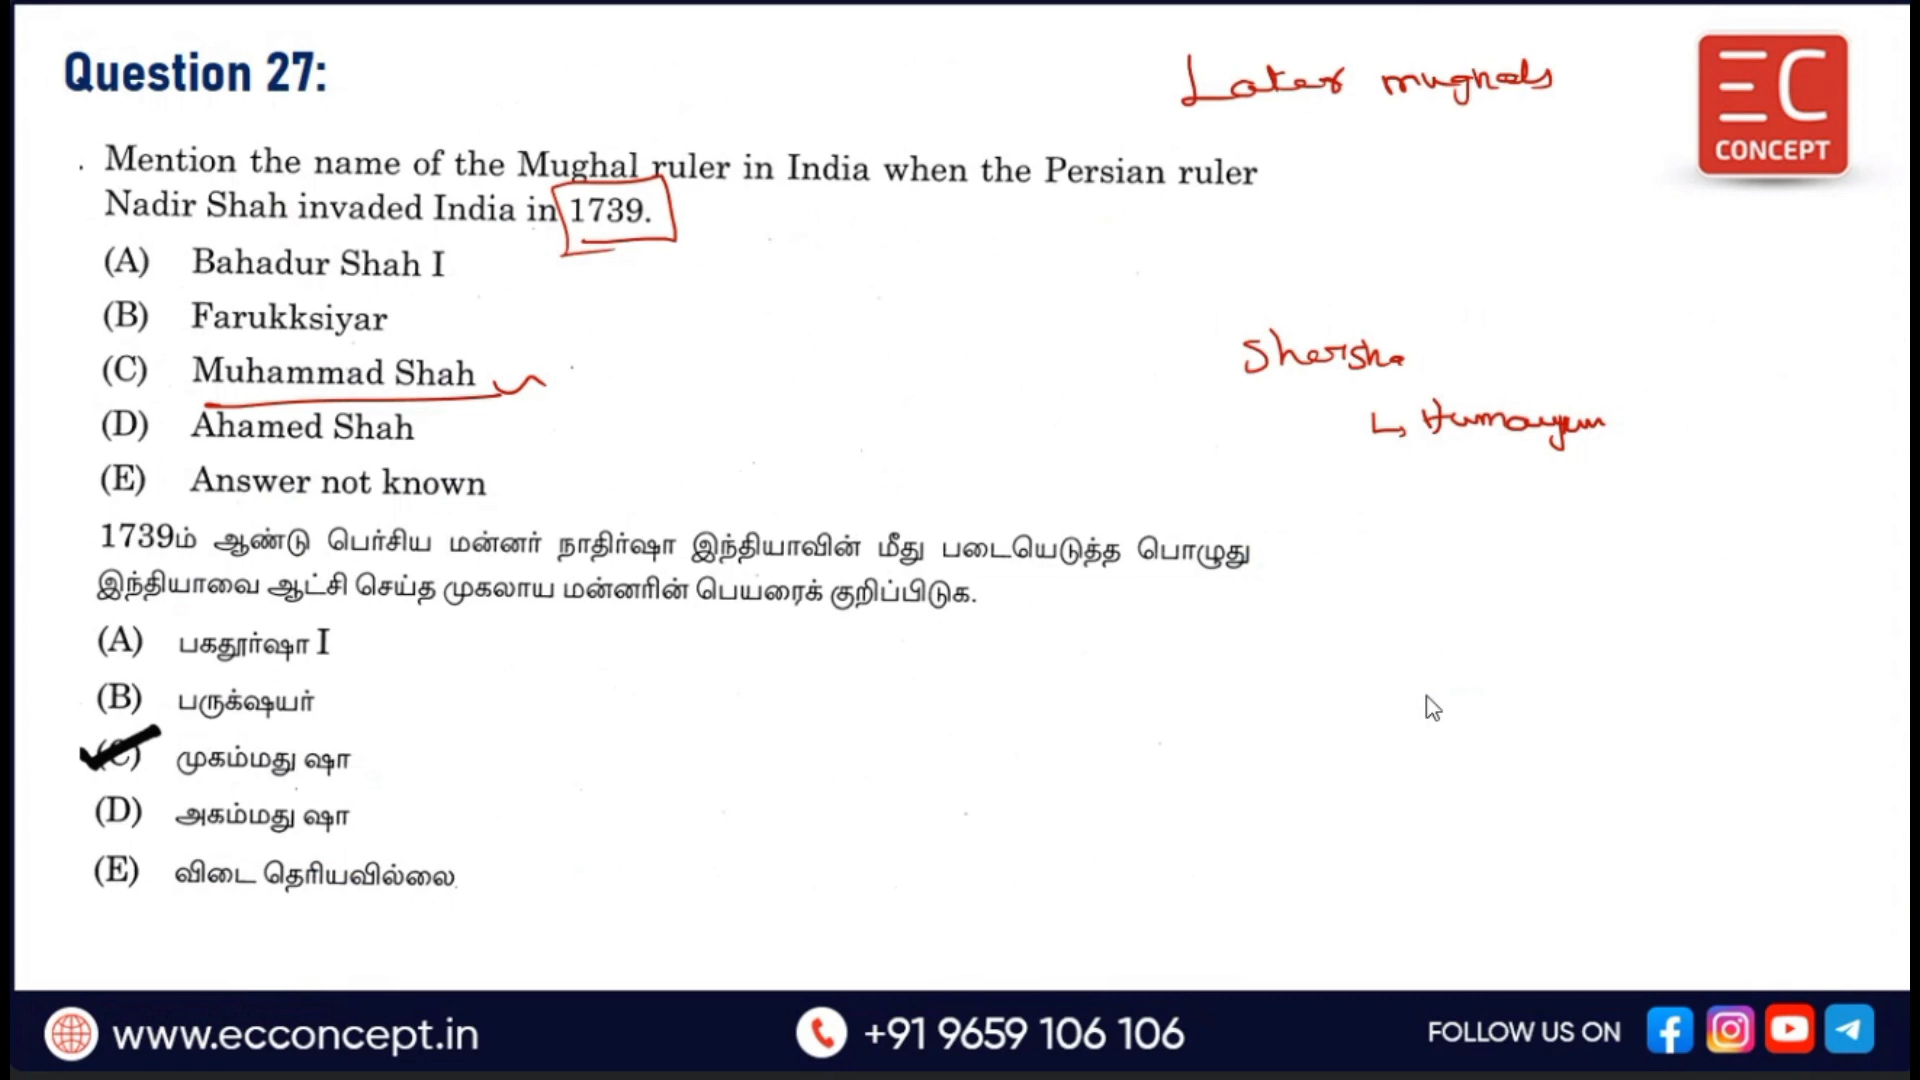 Question 27:
Later mughals
EC
CONCEPT
. Mention the name of the Mughal ruler in India when the Persian ruler
Nadir Shah invaded India in 1739.
(A) Bahadur Shah I
(B) Farukksiyar
(C) Muhammad Shah
(D) Ahamed Shah
(E) Answer not known
Shersha
↳ Humayun
1739ம் ஆண்டு பெர்சிய மன்னர் நாதிர்ஷா இந்தியாவின் மீது படையெடுத்த பொழுது
இந்தியாவை ஆட்சி செய்த முகலாய மன்னரின் பெயரைக் குறிப்பிடுக.
(A) பகதூர்ஷா I
(B) பருக்ஷயர்
(C) முகம்மது ஷா
(D) அகம்மது ஷா
(E) விடை தெரியவில்லை
www.ecconcept.in
+91 9659 106 106
FOLLOW US ON